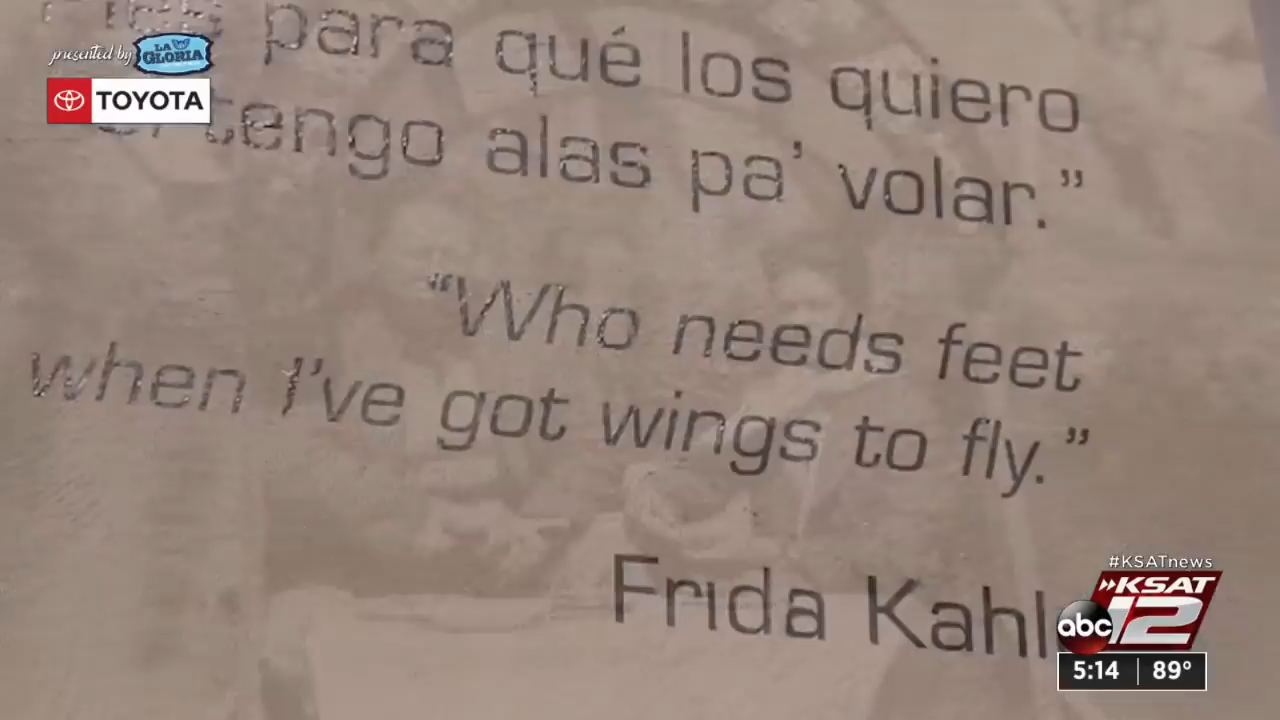 para qué los quiero
tengo alas pa' volar.”
“Who needs feet
when I've got wings to fly.”
Frida Kahl
presented by LA GLORIA
TOYOTA
#KSATnews
KSAT
abc 12
5:14 89°